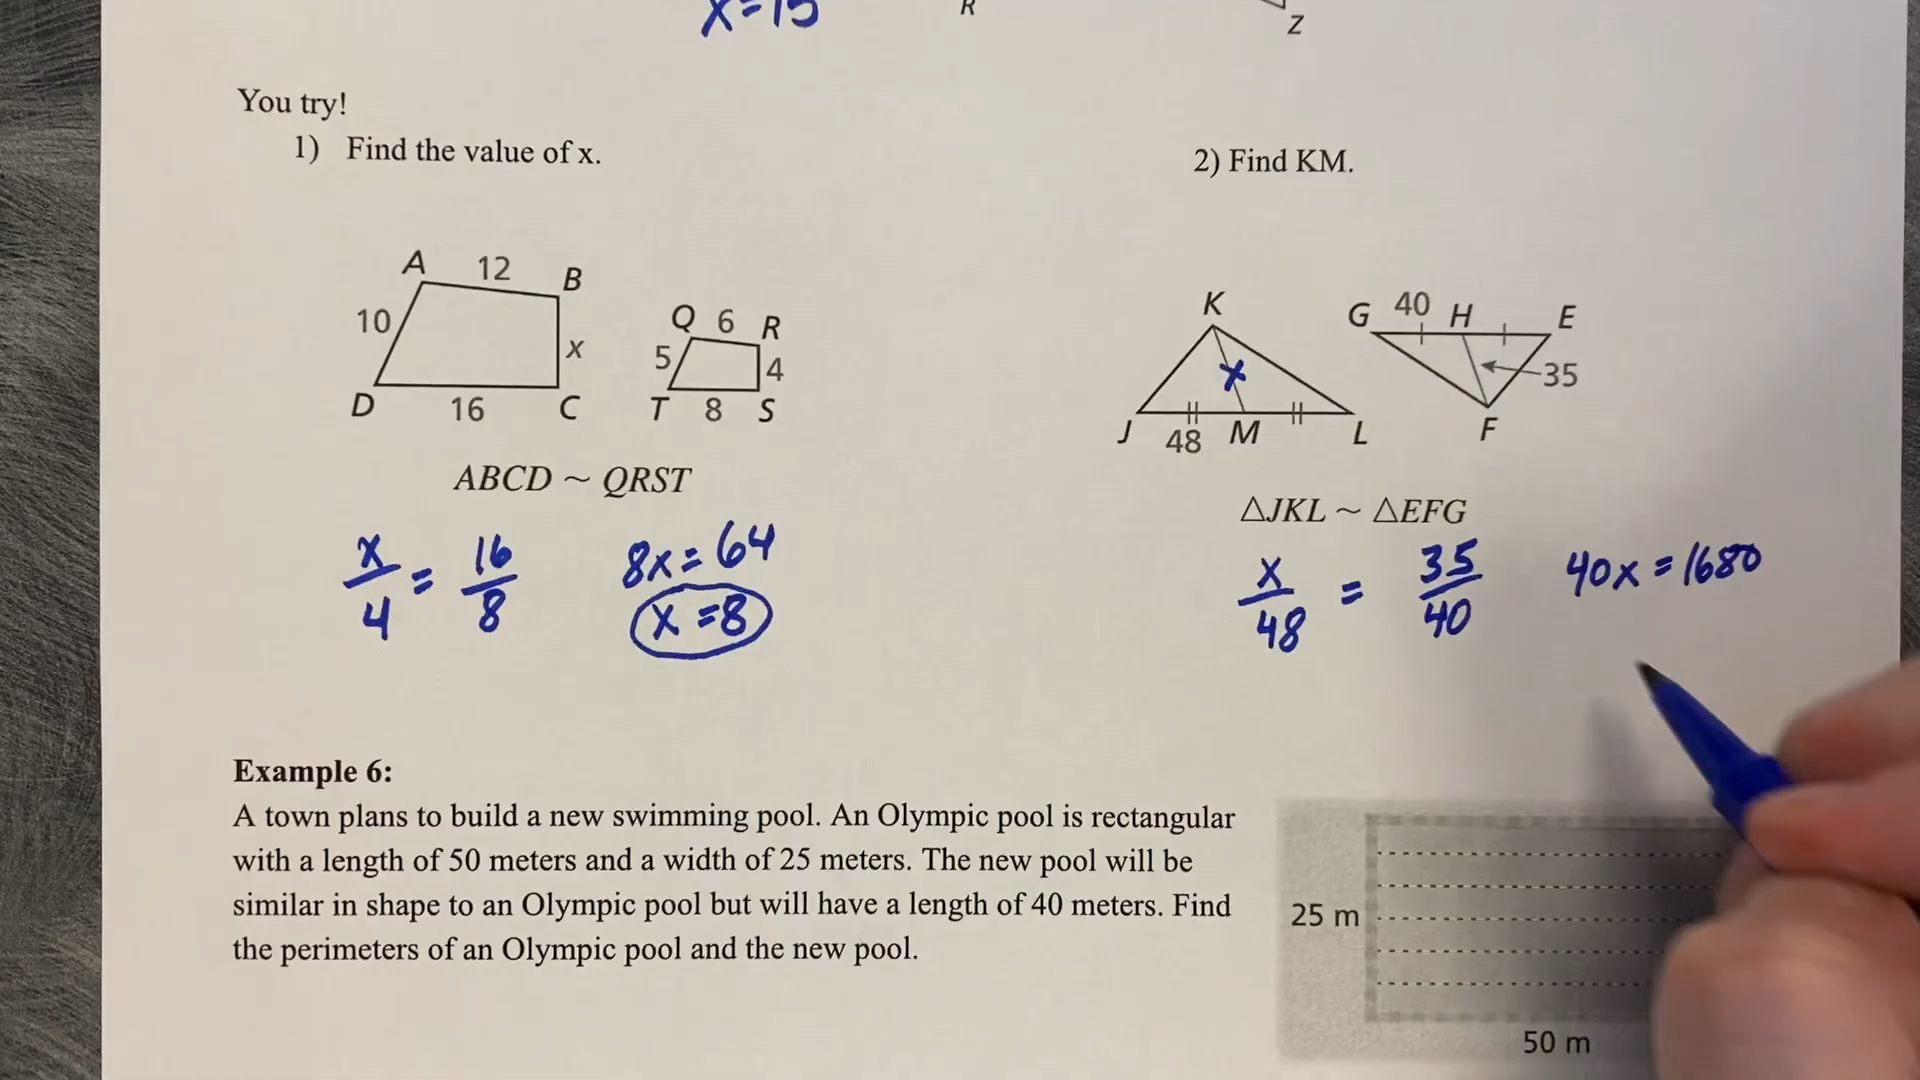 x=15
R
Z
You try!
1) Find the value of x.
2) Find KM.
A 12 B
10
x
D 16 C
Q 6 R
5
4
T 8 S
K
x
J 48 M L
G 40 H E
35
F
ABCD ~ QRST
△JKL ~ △EFG
x/4 = 16/8
8x = 64
x = 8
x/48 = 35/40
40x = 1680
Example 6:
A town plans to build a new swimming pool. An Olympic pool is rectangular
with a length of 50 meters and a width of 25 meters. The new pool will be
similar in shape to an Olympic pool but will have a length of 40 meters. Find
the perimeters of an Olympic pool and the new pool.
25 m
50 m